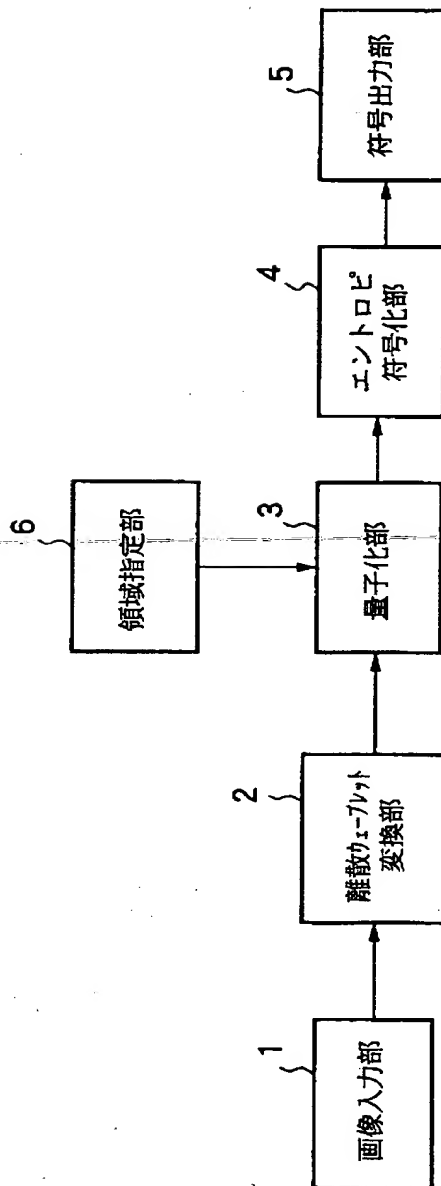 6
領域指定部
1
画像入力部
2
離散ウェーブレット
変換部
3
量子化部
4
エントロピ
符号化部
5
符号出力部